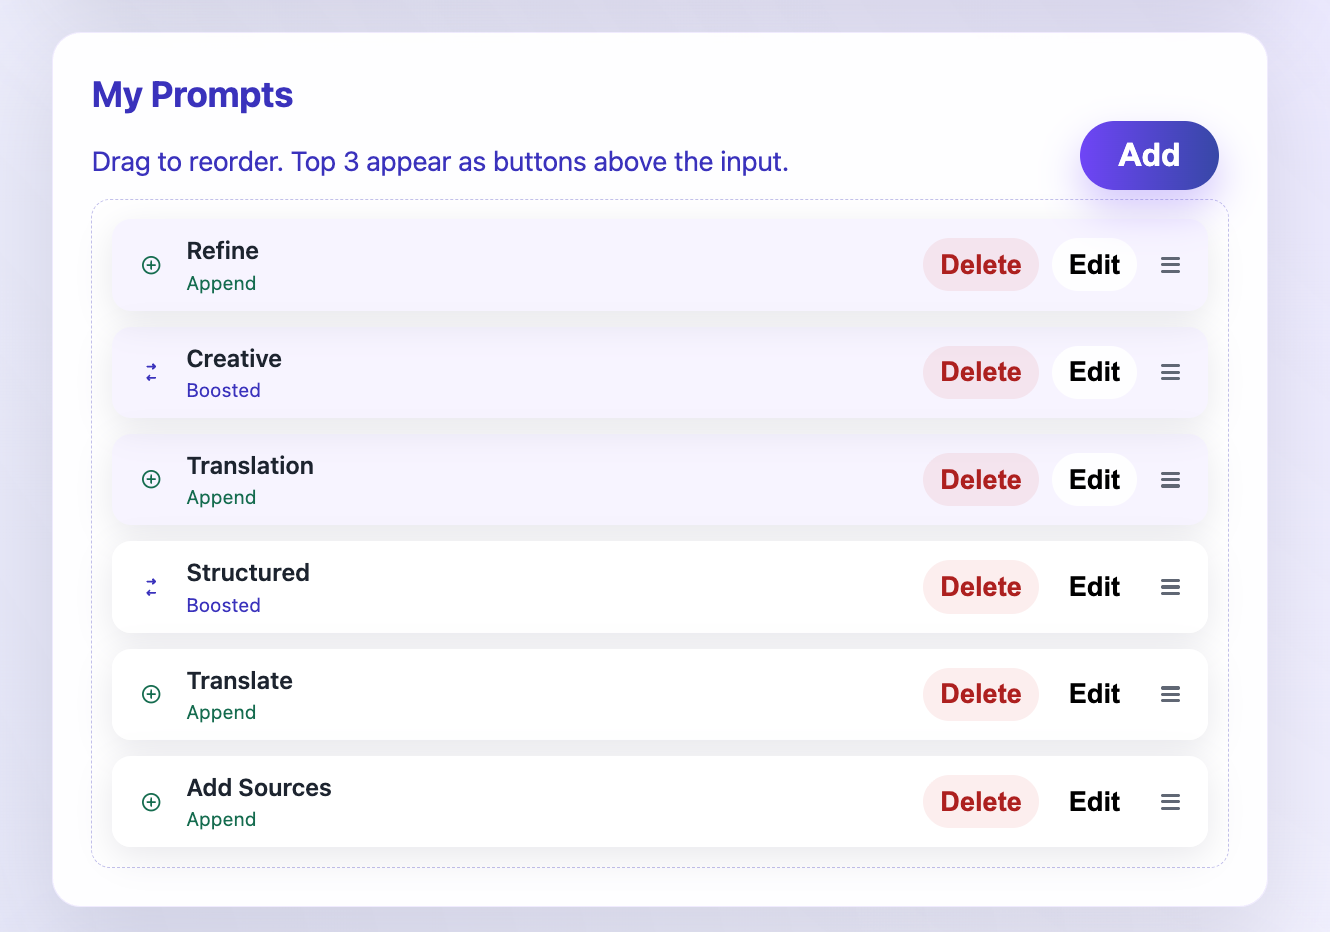 My Prompts
Drag to reorder. Top 3 appear as buttons above the input.
Add
Refine
Append
Delete
Edit
Creative
Boosted
Delete
Edit
Translation
Append
Delete
Edit
Structured
Boosted
Delete
Edit
Translate
Append
Delete
Edit
Add Sources
Append
Delete
Edit